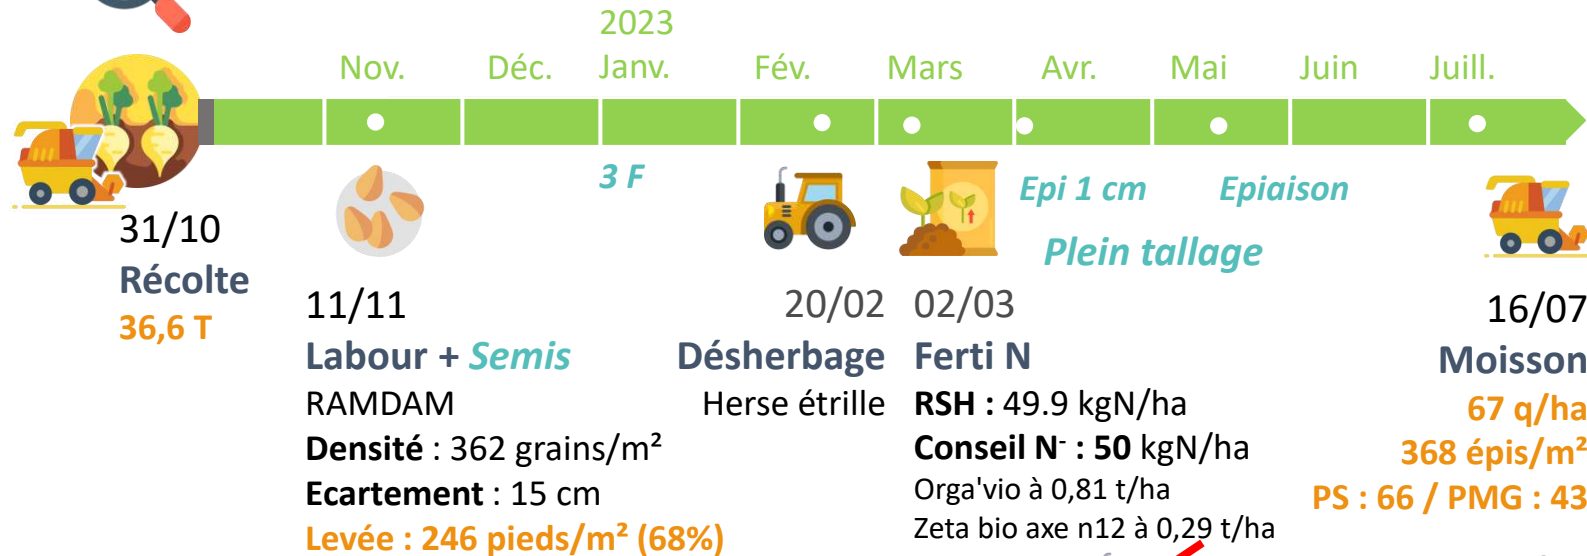 2023
Nov. Déc. Janv. Fév. Mars Avr. Mai Juin Juill.
3 F
Epi 1 cm Epiaison
Plein tallage
31/10
Récolte
36,6 T
11/11
Labour + Semis
RAMDAM
Densité : 362 grains/m²
Ecartement : 15 cm
Levée : 246 pieds/m² (68%)
20/02
Désherbage
Herse étrille
02/03
Ferti N
RSH : 49.9 kgN/ha
Conseil N⁻ : 50 kgN/ha
Orga'vio à 0,81 t/ha
Zeta bio axe n12 à 0,29 t/ha
16/07
Moisson
67 q/ha
368 épis/m²
PS : 66 / PMG : 43